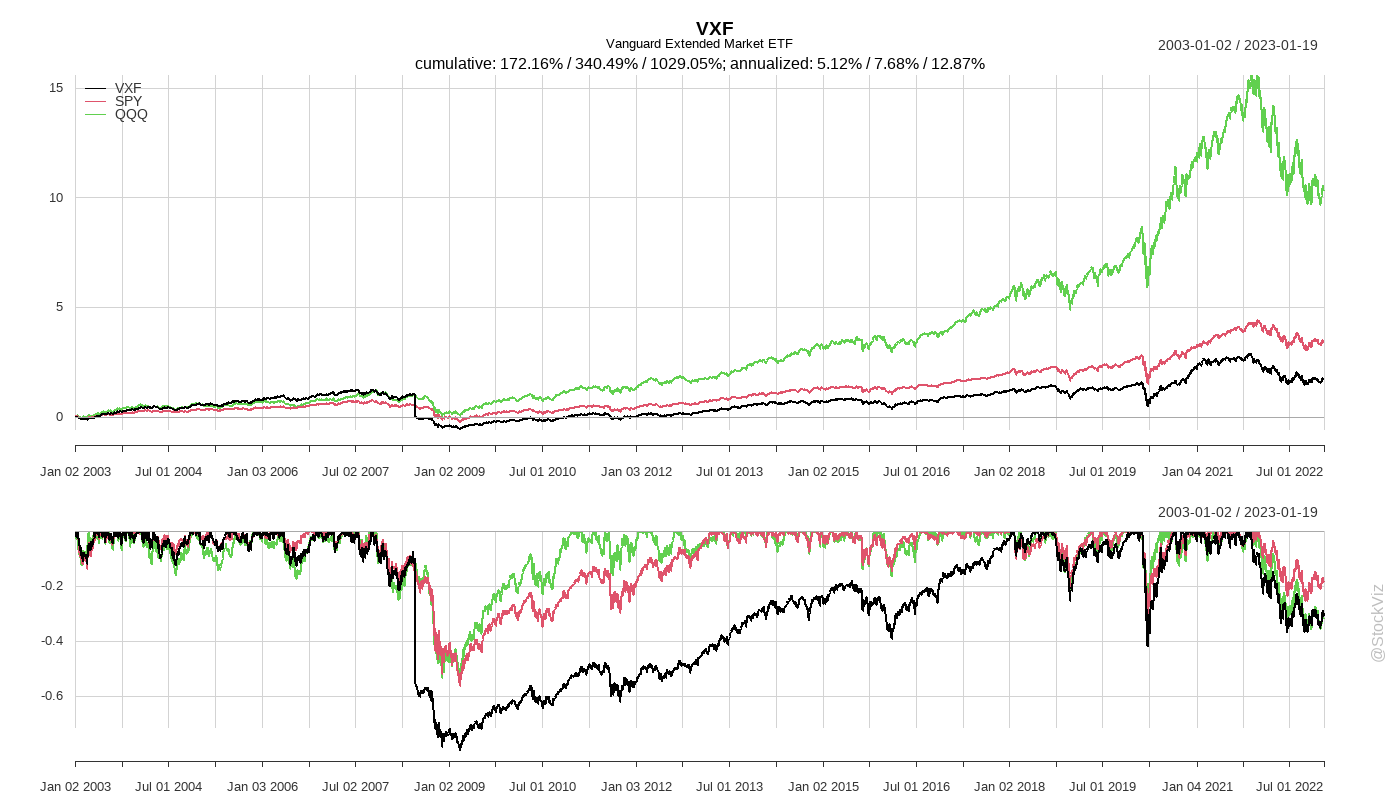 VXF
Vanguard Extended Market ETF
2003-01-02 / 2023-01-19
cumulative: 172.16% / 340.49% / 1029.05%; annualized: 5.12% / 7.68% / 12.87%
VXF
SPY
QQQ
15
10
5
0
Jan 02 2003 Jul 01 2004 Jan 03 2006 Jul 02 2007 Jan 02 2009 Jul 01 2010 Jan 03 2012 Jul 01 2013 Jan 02 2015 Jul 01 2016 Jan 02 2018 Jul 01 2019 Jan 04 2021 Jul 01 2022
2003-01-02 / 2023-01-19
-0.2
-0.4
-0.6
Jan 02 2003 Jul 01 2004 Jan 03 2006 Jul 02 2007 Jan 02 2009 Jul 01 2010 Jan 03 2012 Jul 01 2013 Jan 02 2015 Jul 01 2016 Jan 02 2018 Jul 01 2019 Jan 04 2021 Jul 01 2022
@StockViz